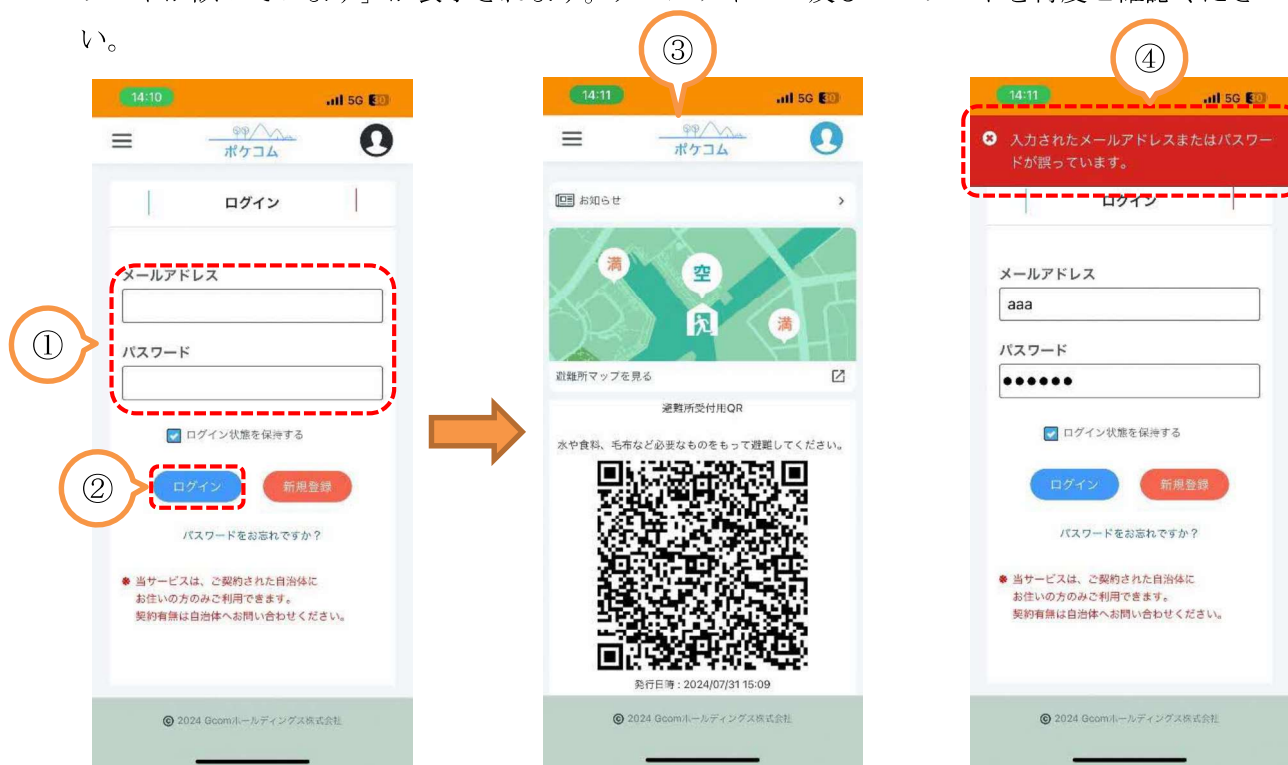 い。
③
④
14:10
5G 80
ポケコム
ログイン
メールアドレス
パスワード
①
ログイン状態を保持する
②
ログイン
新規登録
パスワードをお忘れですか?
当サービスは、ご契約された自治体に
お住いの方のみご利用できます。
契約有無は自治体へお問い合わせください。
© 2024 Gcomホールディングス株式会社
14:11
5G 80
ポケコム
お知らせ
満
空
満
避難所マップを見る
避難所受付用QR
水や食料、毛布など必要なものをもって避難してください。
発行日時 : 2024/07/31 15:09
© 2024 Gcomホールディングス株式会社
14:11
5G 80
入力されたメールアドレスまたはパスワー
ドが誤っています。
ログイン
メールアドレス
aaa
パスワード
●●●●●●
ログイン状態を保持する
ログイン
新規登録
パスワードをお忘れですか?
当サービスは、ご契約された自治体に
お住いの方のみご利用できます。
契約有無は自治体へお問い合わせください。
© 2024 Gcomホールディングス株式会社